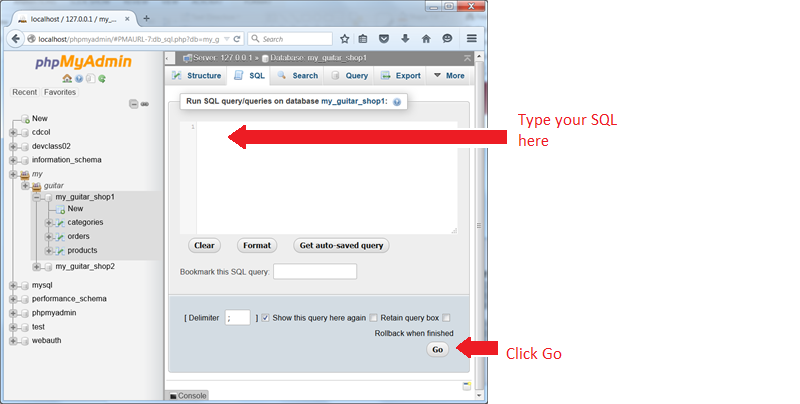 localhost / 127.0.0.1 / my_...
localhost/phpmyadmin/#PMAURL-7:db_sql.php?db=my_g
Search
phpMyAdmin
Recent
Favorites
New
cdcol
devclass02
information_schema
my
guitar
my_guitar_shop1
New
categories
orders
products
my_guitar_shop2
mysql
performance_schema
phpmyadmin
test
webauth
Server: 127.0.0.1 » Database: my_guitar_shop1
Structure SQL Search Query Export More
Run SQL query/queries on database my_guitar_shop1:
1
Clear Format Get auto-saved query
Bookmark this SQL query:
[ Delimiter ; ] Show this query here again Retain query box
Rollback when finished
Go
Console
Type your SQL
here
Click Go